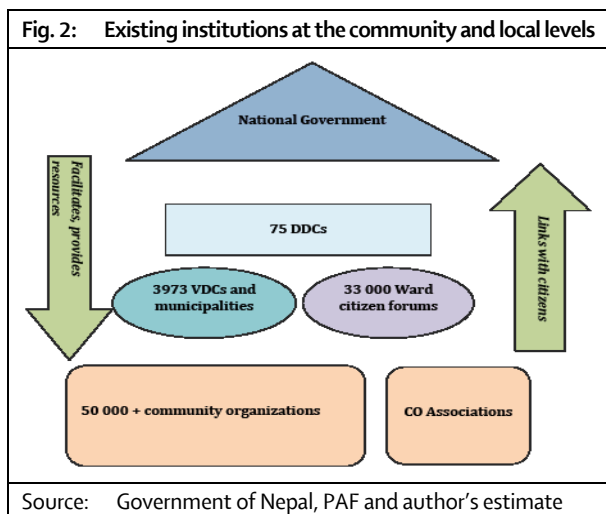 Fig. 2: Existing institutions at the community and local levels
National Government
Facilitates, provides
resources
75 DDCs
Links with citizens
3973 VDCs and
municipalities
33 000 Ward
citizen forums
50 000 + community organizations
CO Associations
Source: Government of Nepal, PAF and author's estimate